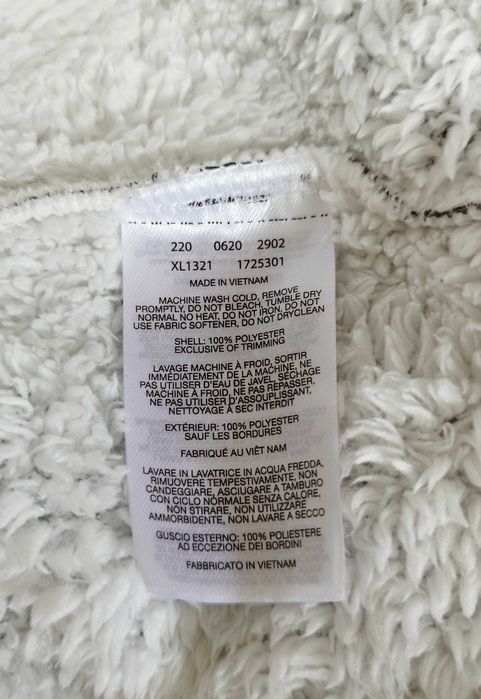 220 0620 2902
XL1321 1725301
MADE IN VIETNAM
MACHINE WASH COLD, REMOVE
PROMPTLY, DO NOT BLEACH, TUMBLE DRY
NORMAL NO HEAT, DO NOT IRON, DO NOT
USE FABRIC SOFTENER, DO NOT DRYCLEAN
SHELL: 100% POLYESTER
EXCLUSIVE OF TRIMMING
LAVAGE MACHINE À FROID, SORTIR
IMMÉDIATEMENT DE LA MACHINE, NE
PAS UTILISER D'EAU DE JAVEL, SÉCHAGE
MACHINE À FROID, NE PAS REPASSER,
NE PAS UTILISER D'ASSOUPLISSANT,
NETTOYAGE À SEC INTERDIT
EXTÉRIEUR: 100% POLYESTER
SAUF LES BORDURES
FABRIQUÉ AU VIÊT NAM
LAVARE IN LAVATRICE IN ACQUA FREDDA,
RIMUOVERE TEMPESTIVAMENTE, NON
CANDEGGIARE, ASCIUGARE A TAMBURO
CON CICLO NORMALE SENZA CALORE,
NON STIRARE, NON UTILIZZARE
AMMORBIDENTE, NON LAVARE A SECCO
GUSCIO ESTERNO: 100% POLIESTERE
AD ECCEZIONE DEI BORDINI
FABBRICATO IN VIETNAM